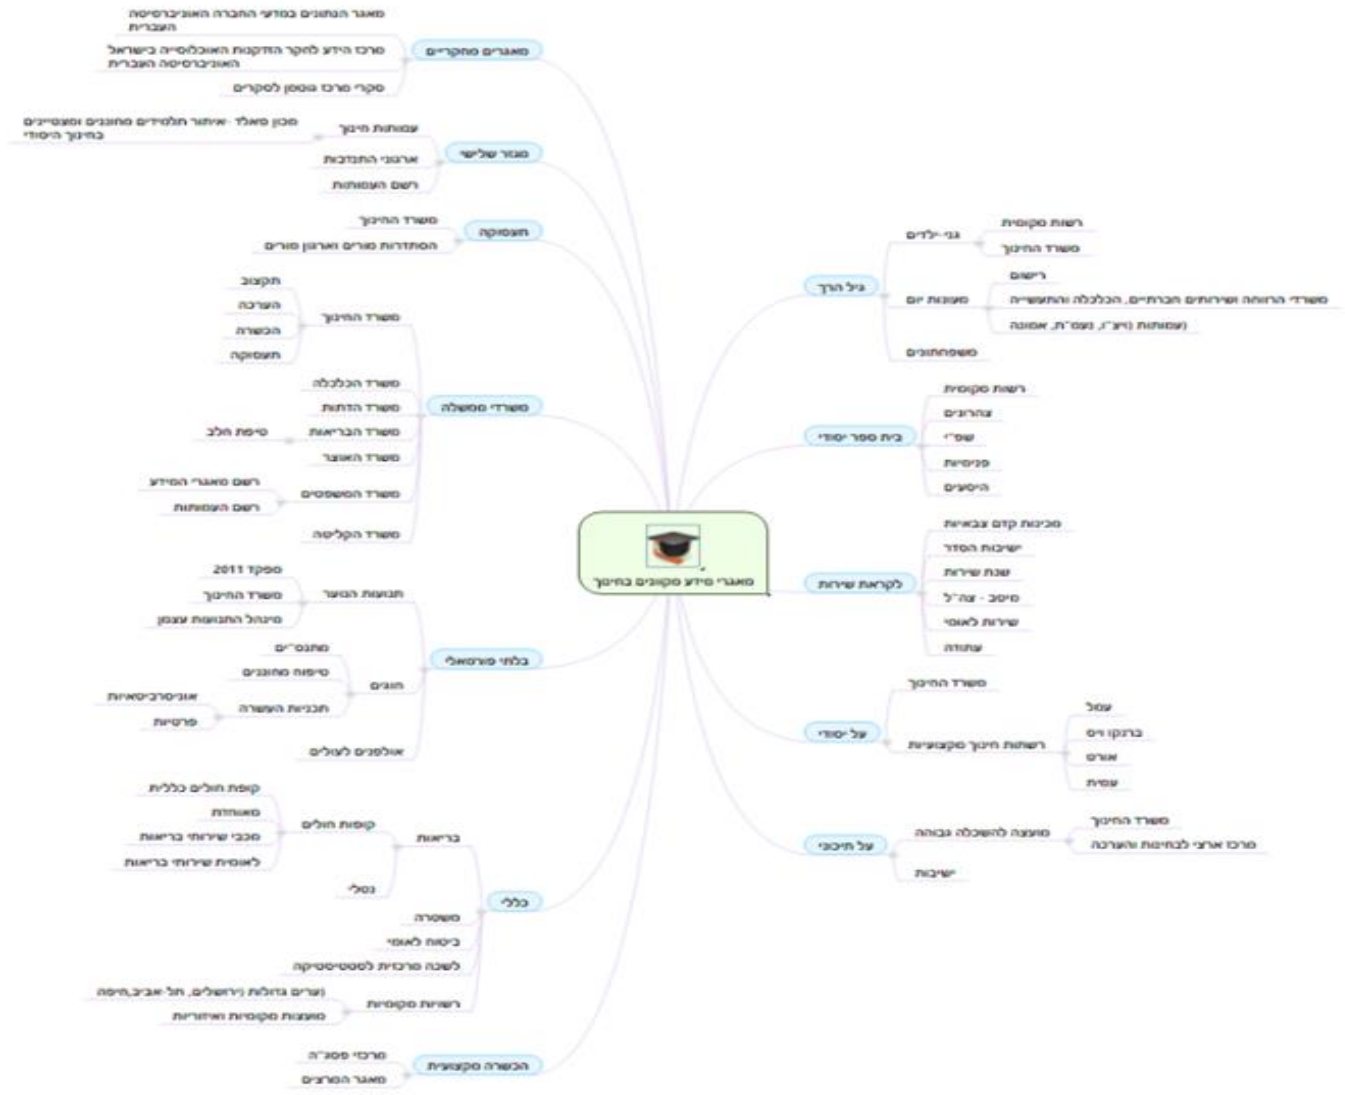 מאגרי מידע מקוונים בחינוך
גיל הרך
גני-ילדים
רשות מקומית
משרד החינוך
מעונות יום
רישום
משרדי הרווחה ושירותים חברתיים, הכלכלה והתעשייה
(עמותות (ויצ"ו, נעמ"ת, אמונה
משפחתונים
בית ספר יסודי
רשות מקומית
צהרונים
שפ"י
פנימיות
היסעים
לקראת שירות
מכינות קדם צבאיות
ישיבות הסדר
שנת שירות
מיטב - צה"ל
שירות לאומי
עתודה
על יסודי
משרד החינוך
רשתות חינוך מקצועיות
עמל
ברנקו וייס
אורט
עמית
על תיכוני
מועצה להשכלה גבוהה
משרד החינוך
מרכז ארצי לבחינות והערכה
ישיבות
מאגרים מחקריים
מאגר הנתונים במדעי החברה האוניברסיטה
העברית
מרכז הידע לחקר הזדקנות האוכלוסייה בישראל
האוניברסיטה העברית
סקרי מרכז גוטמן לסקרים
מגזר שלישי
עמותות חינוך
מכון סאלד -איתור תלמידים מחוננים ומצטיינים
בחינוך היסודי
ארגוני התנדבות
רשם העמותות
תעסוקה
משרד החינוך
הסתדרות מורים וארגון מורים
משרדי ממשלה
משרד החינוך
תקצוב
הערכה
הכשרה
תעסוקה
משרד הכלכלה
משרד הדתות
משרד הבריאות
טיפת חלב
משרד האוצר
משרד המשפטים
רשם מאגרי המידע
רשם העמותות
משרד הקליטה
בלתי פורמאלי
תנועות הנוער
מפקד 2011
משרד החינוך
מינהל התנועות עצמן
חוגים
מתנס"ים
טיפוח מחוננים
תכניות העשרה
אוניברסיטאיות
פרטיות
אולפנים לעולים
כללי
בריאות
קופות חולים
קופת חולים כללית
מאוחדת
מכבי שירותי בריאות
לאומית שירותי בריאות
נטלי
משטרה
ביטוח לאומי
לשכה מרכזית לסטטיסטיקה
רשויות מקומיות
(ערים גדולות (ירושלים, תל-אביב,חיפה
מועצות מקומיות ואיזוריות
הכשרה מקצועית
מרכזי פסג"ה
מאגר המרצים